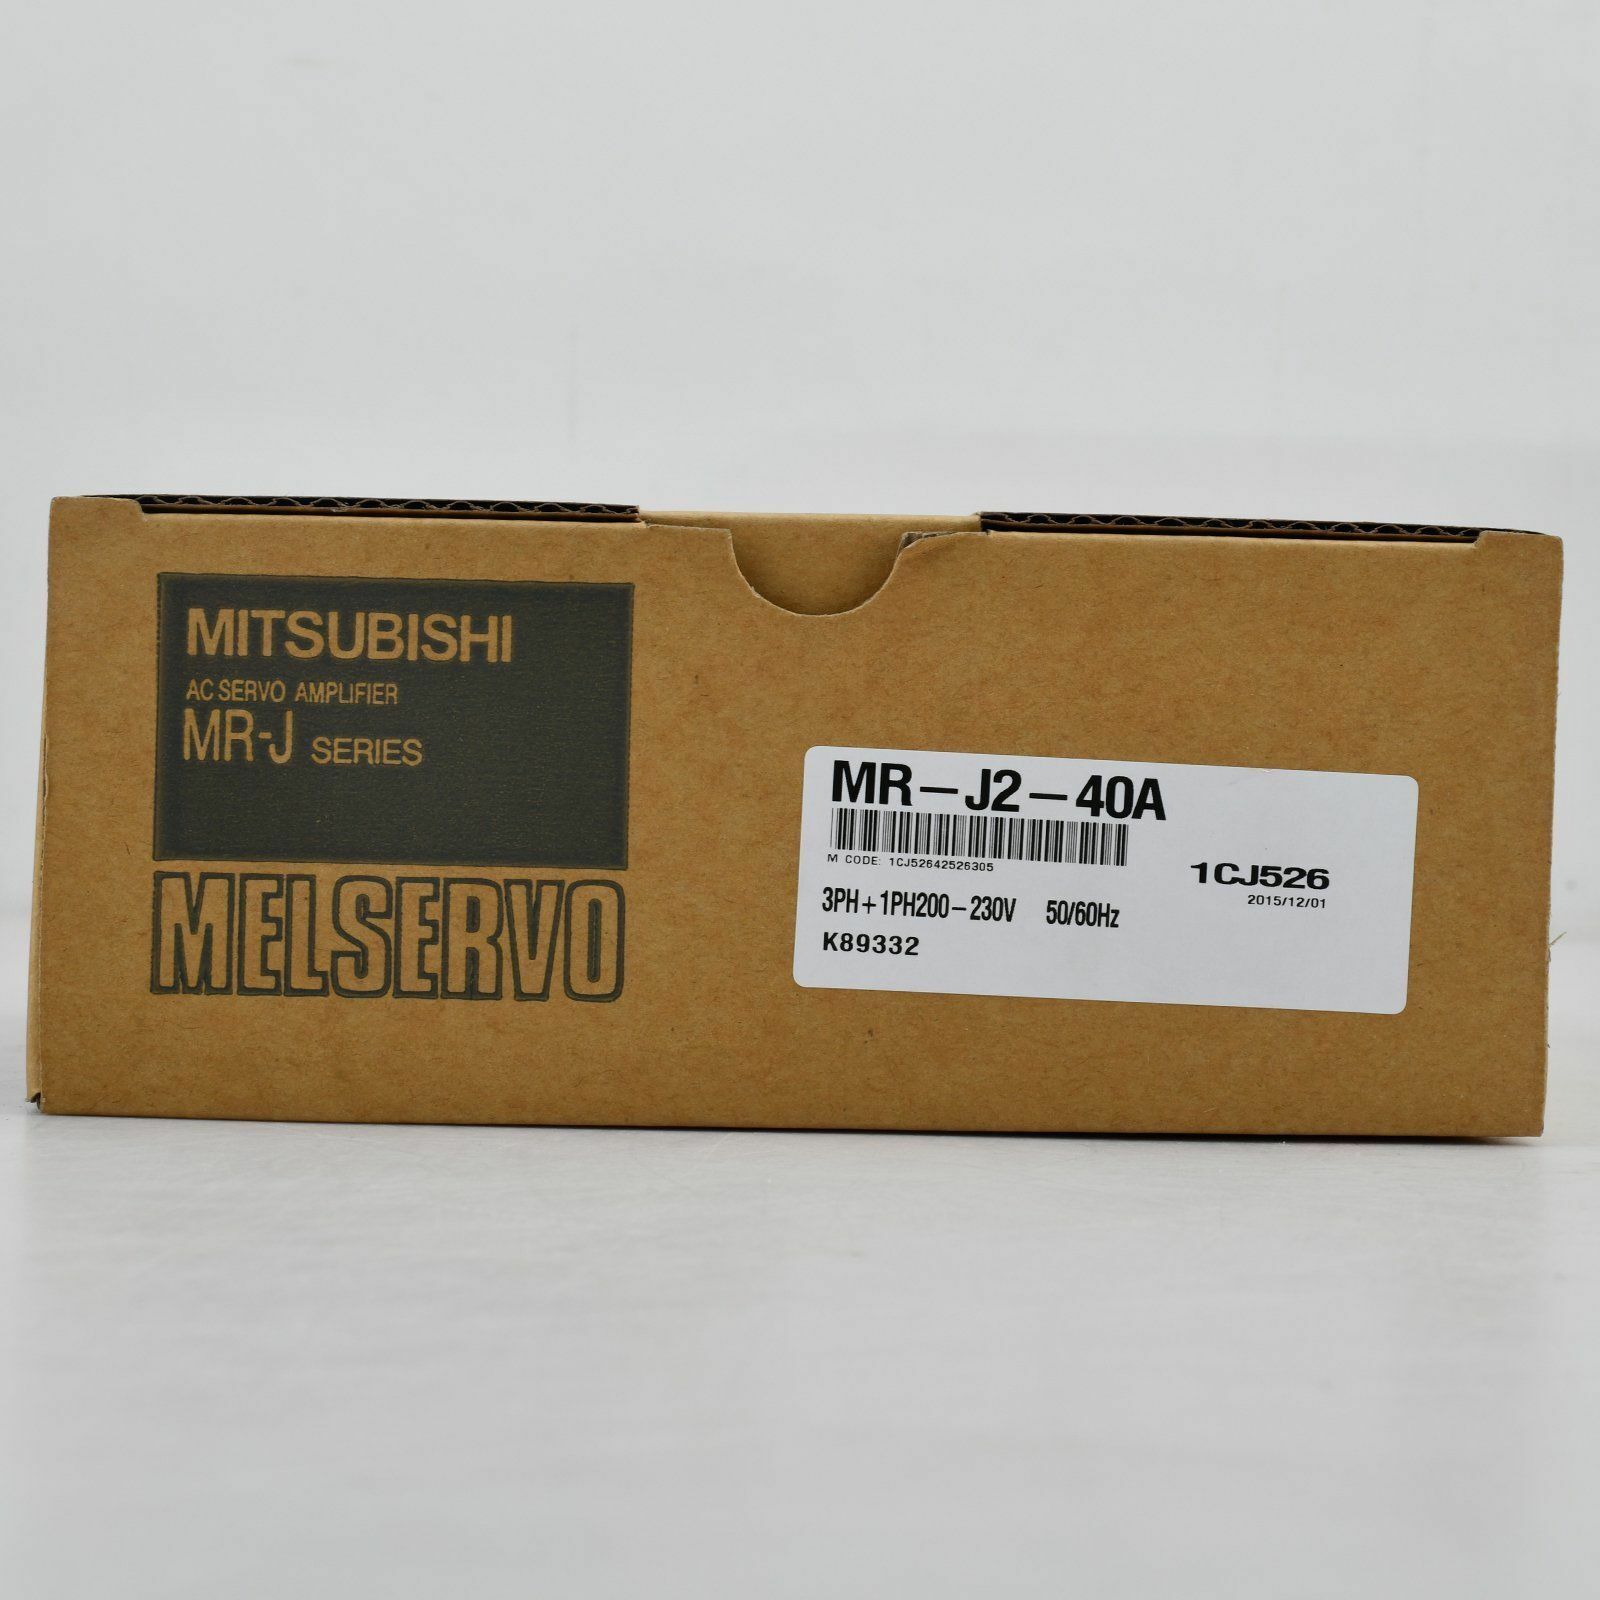 MITSUBISHI
AC SERVO AMPLIFIER
MR-J SERIES
MELSERVO
MR-J2-40A
M CODE: 1CJ52642526305
1CJ526
2015/12/01
3PH+1PH200-230V 50/60Hz
K89332